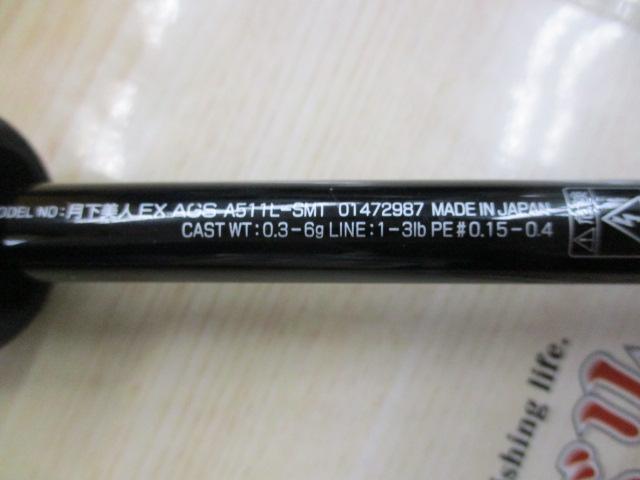 MODEL NO:月下美人 EX AGS A511L-SMT 01472987 MADE IN JAPAN
CAST WT:0.3-6g LINE:1-3lb PE#0.15-0.4
shing life.